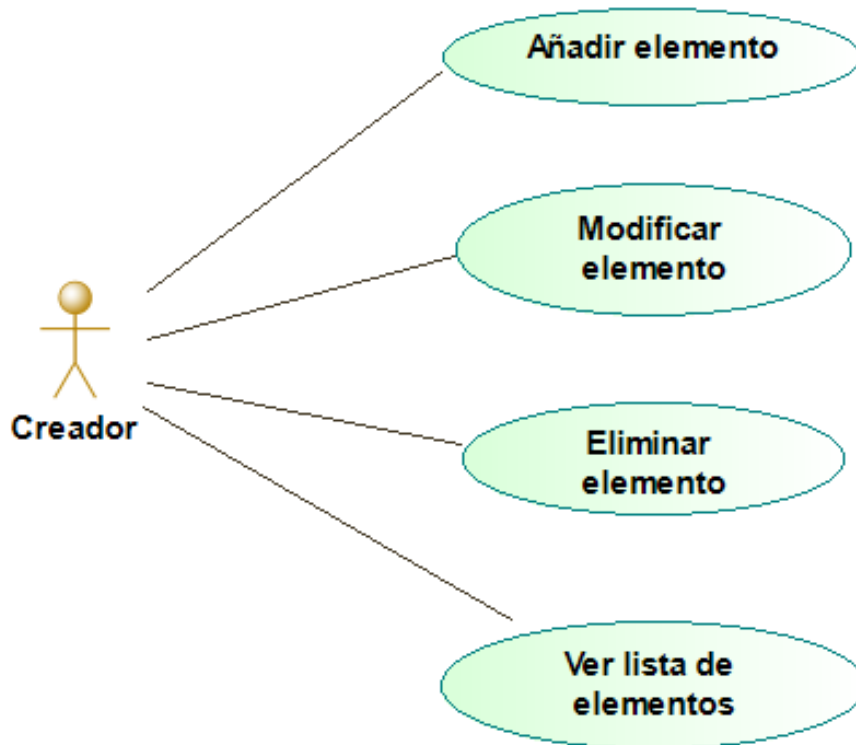 Añadir elemento
Modificar
elemento
Creador
Eliminar
elemento
Ver lista de
elementos